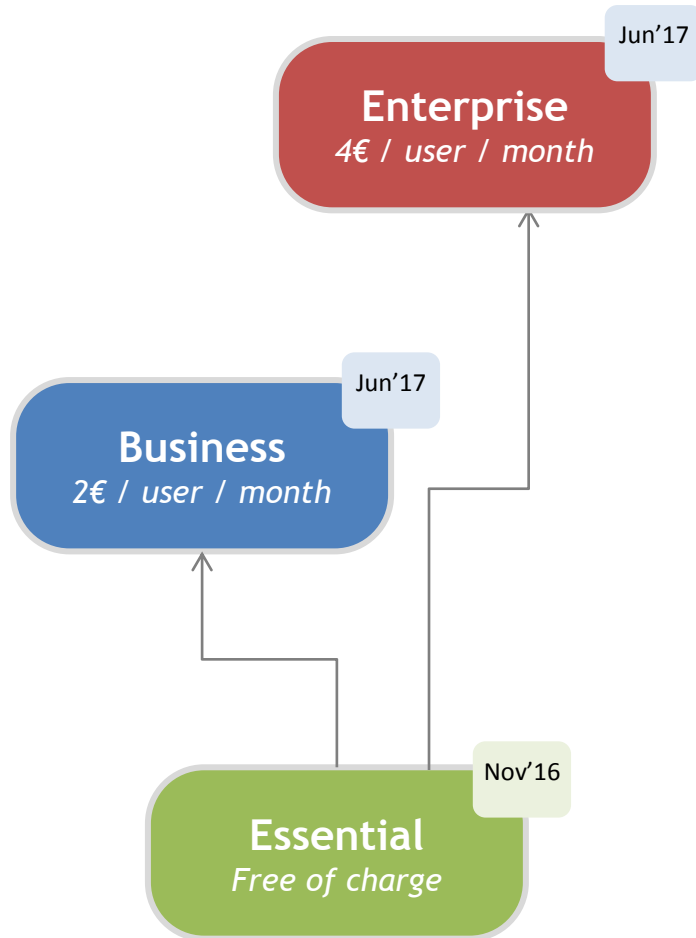 Jun’17
Enterprise
4€ / user / month
Jun’17
Business
2€ / user / month
Nov’16
Essential
Free of charge